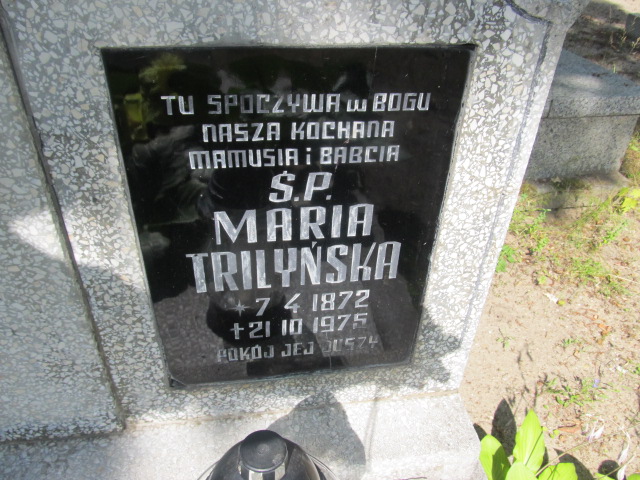 TU SPOCZYWA w BOGU
NASZA KOCHANA
MAMUSIA i BABCIA
Ś.P.
MARIA
TRILYŃSKA
* 7 4 1872
+ 21 10 1975
POKÓJ JEJ DUSZY